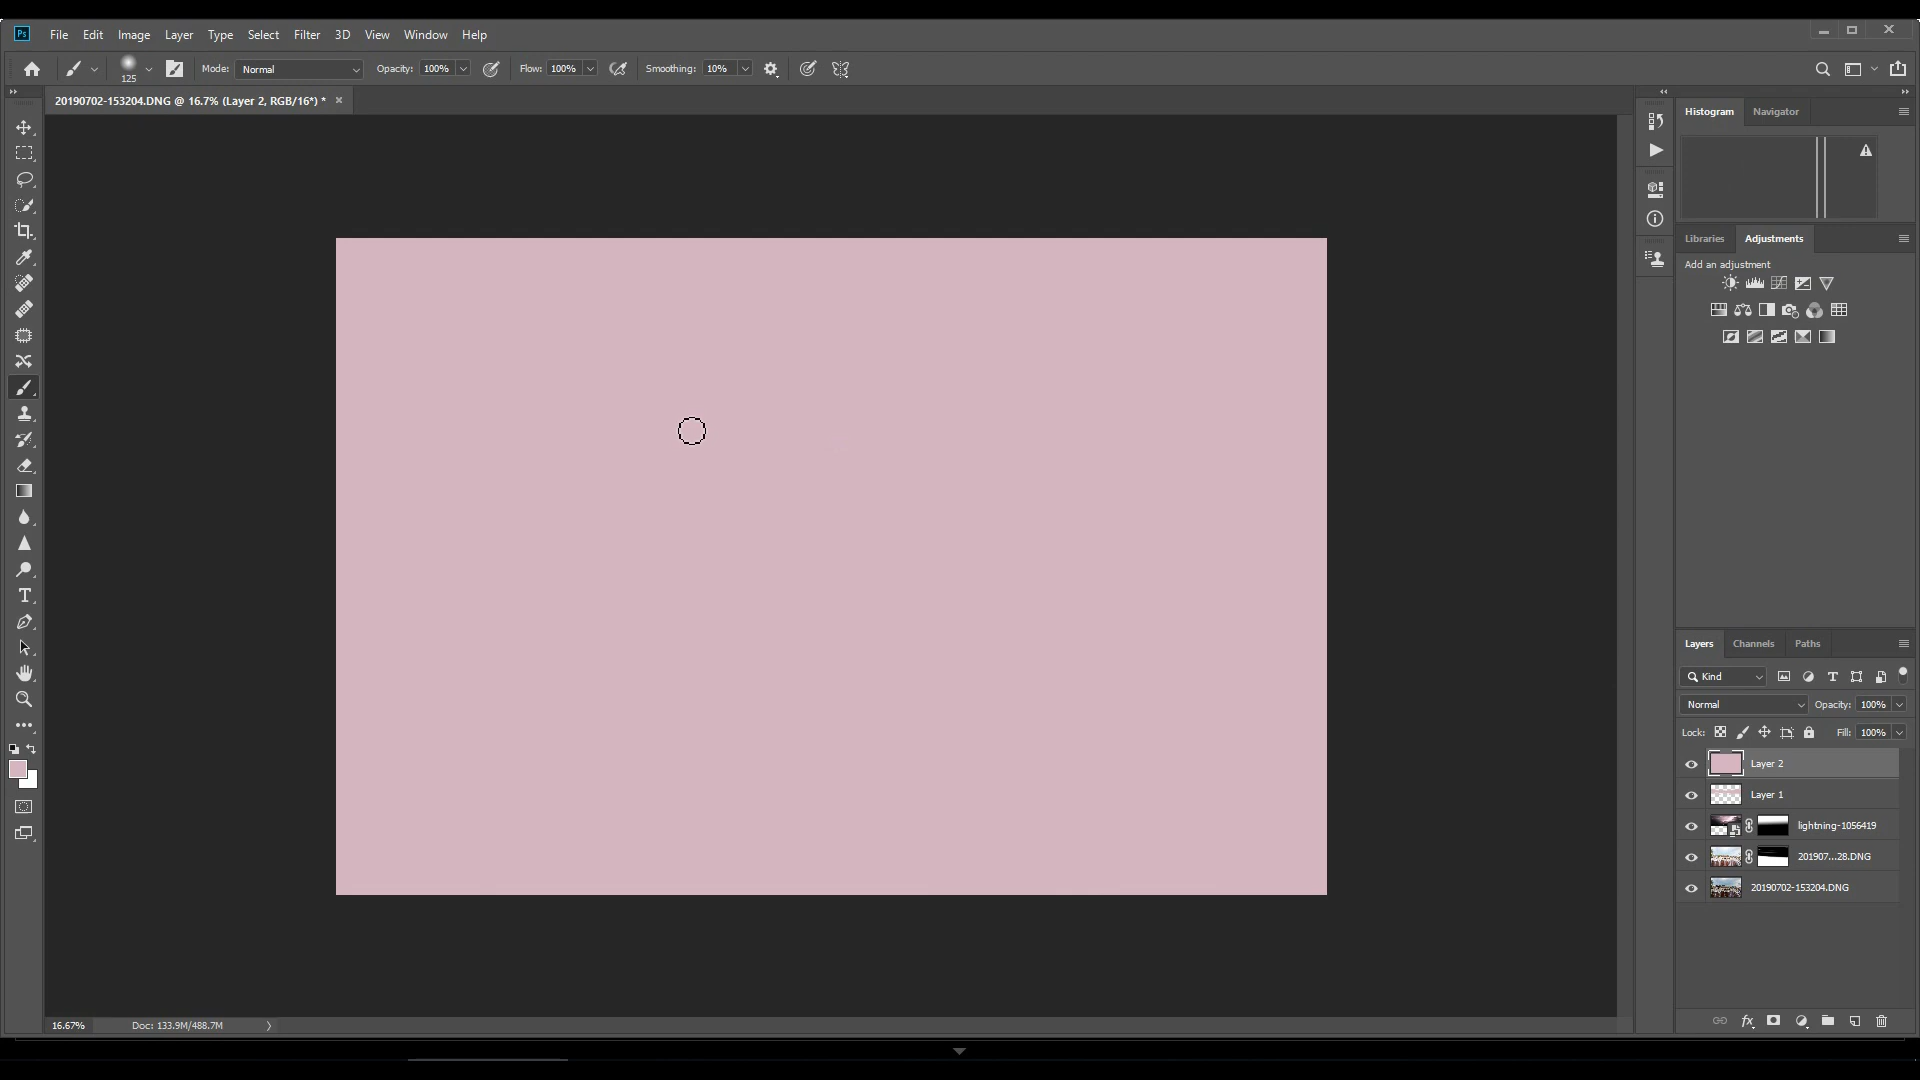 Ps File Edit Image Layer Type Select Filter 3D View Window Help
125 Mode: Normal Opacity: 100% Flow: 100% Smoothing: 10%
20190702-153204.DNG @ 16.7% (Layer 2, RGB/16*) *
Histogram Navigator
Libraries Adjustments
Add an adjustment
Layers Channels Paths
Kind
Normal Opacity: 100%
Lock: Fill: 100%
Layer 2
Layer 1
lightning-1056419
201907...28.DNG
20190702-153204.DNG
fx
16.67% Doc: 133.9M/488.7M